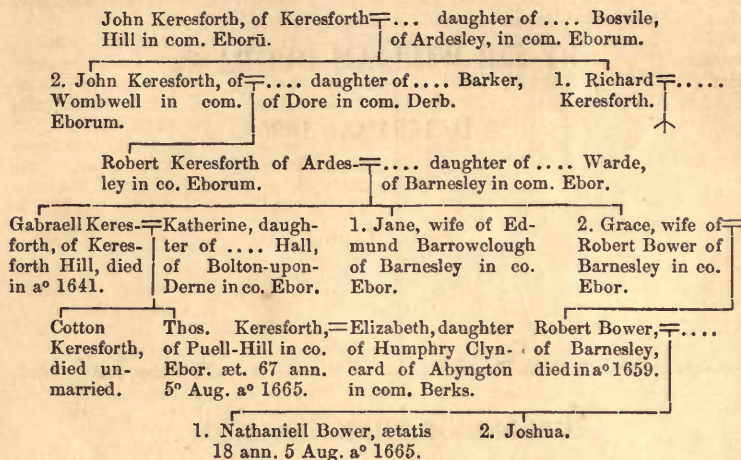 John Keresforth, of Keresforth .... daughter of .... Bosvile,
Hill in com. Eborū. of Ardesley, in com. Eborum.
2. John Keresforth, of .... daughter of .... Barker,
Wombwell in com. of Dore in com. Derb.
Eborum.
1. Richard .....
Keresforth.
Robert Keresforth of Ardes- .... daughter of .... Warde,
ley in co. Eborum. of Barnesley in com. Ebor.
Gabraell Keres-
forth, of Keres-
forth Hill, died
in aº 1641.
Katherine, daugh-
ter of .... Hall,
of Bolton-upon-
Derne in co. Ebor.
1. Jane, wife of Ed-
mund Barrowclough
of Barnesley in co.
Ebor.
2. Grace, wife of
Robert Bower of
Barnesley in co.
Ebor.
Cotton
Keresforth,
died un-
married.
Thos. Keresforth,
of Puell-Hill in co.
Ebor. æt. 67 ann.
5º Aug. aº 1665.
Elizabeth, daughter
of Humphry Clyn-
card of Abyngton
in com. Berks.
Robert Bower, ....
of Barnesley,
died in aº 1659.
1. Nathaniell Bower, ætatis
18 ann. 5 Aug. aº 1665.
2. Joshua.